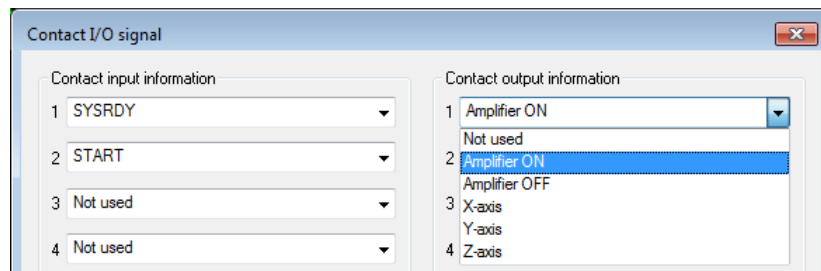 Contact I/O signal
Contact input information
1 SYSRDY
2 START
3 Not used
4 Not used
Contact output information
1 Amplifier ON
Not used
2 Amplifier ON
Amplifier OFF
3 X-axis
Y-axis
4 Z-axis